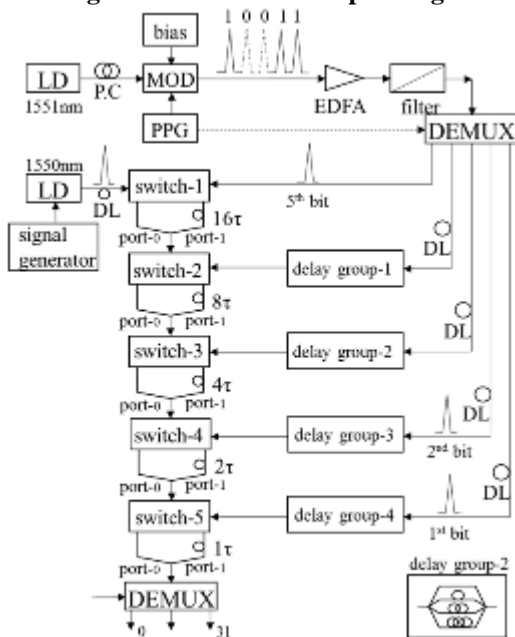 bias
1 0 0 1 1
LD
P.C
MOD
1551nm
EDFA
filter
PPG
DEMUX
1550nm
LD
DL
switch-1
5th bit
signal
generator
16τ
port-0 port-1
DL
switch-2
delay group-1
8τ
port-0 port-1
DL
switch-3
delay group-2
4τ
port-0 port-1
DL
switch-4
delay group-3
2nd bit
2τ
port-0 port-1
DL
switch-5
delay group-4
1st bit
1τ
port-0 port-1
delay group-2
DEMUX
0 31